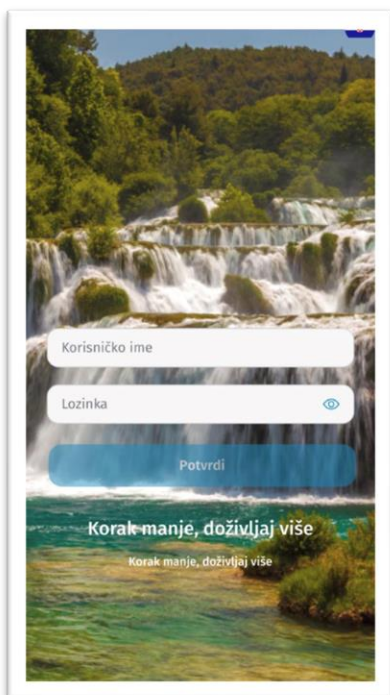 Korisničko ime
Lozinka
Potvrdi
Korak manje, doživljaj više
Korak manje, doživljaj više